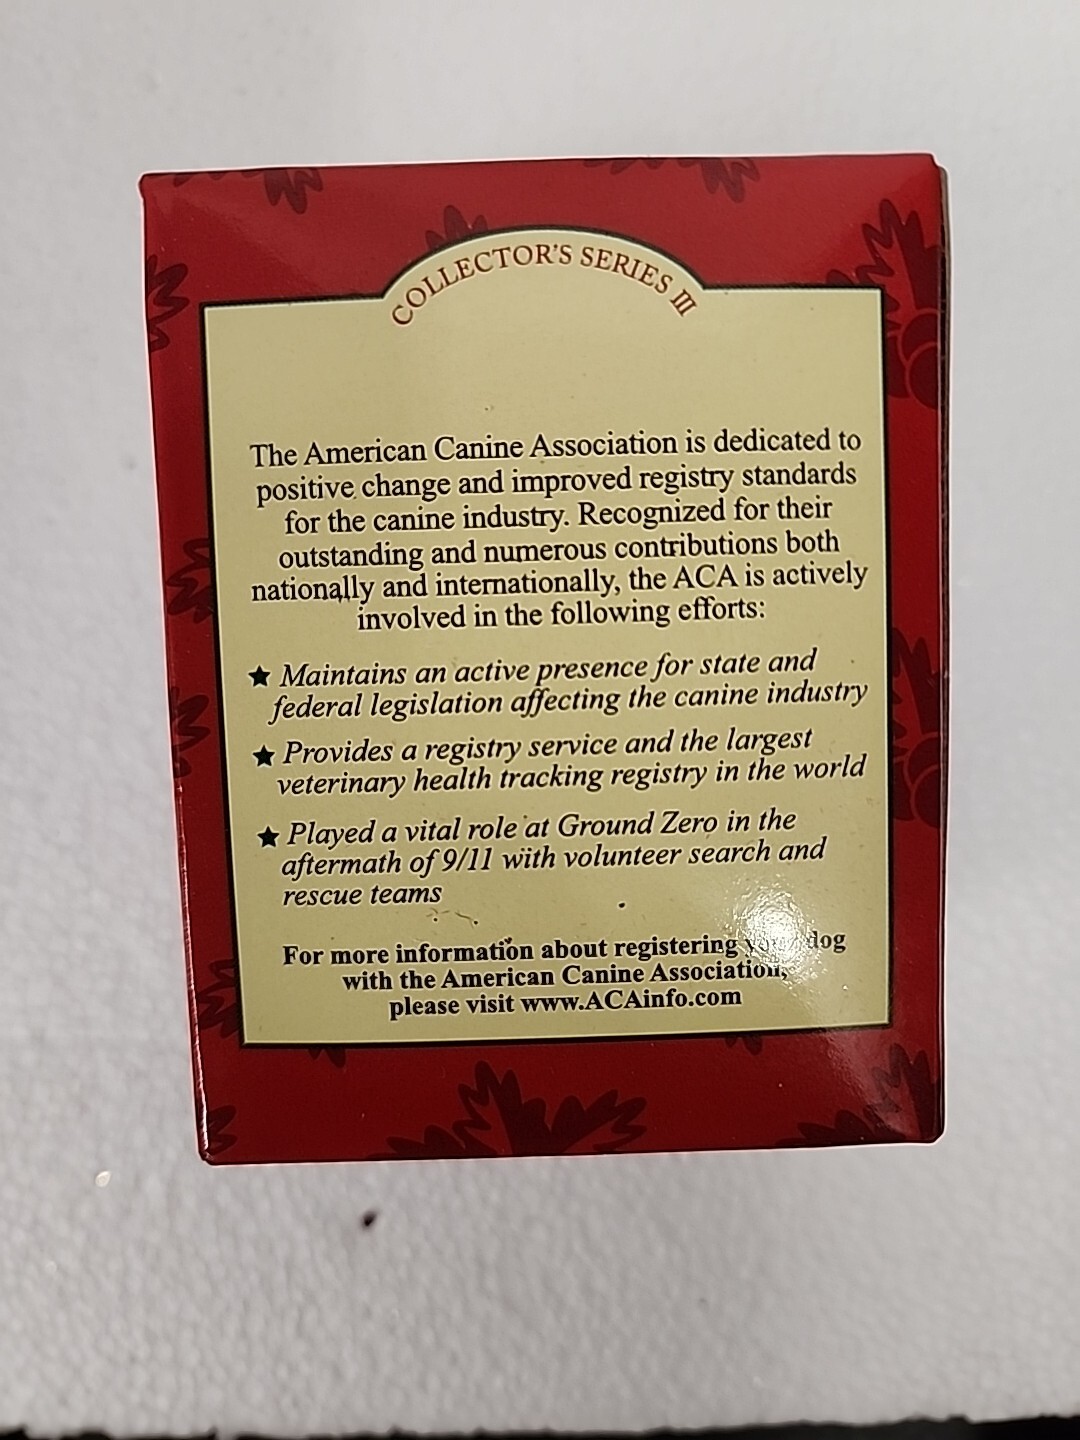 COLLECTOR'S SERIES III
The American Canine Association is dedicated to
positive change and improved registry standards
for the canine industry. Recognized for their
outstanding and numerous contributions both
nationally and internationally, the ACA is actively
involved in the following efforts:
★ Maintains an active presence for state and
federal legislation affecting the canine industry
★ Provides a registry service and the largest
veterinary health tracking registry in the world
★ Played a vital role at Ground Zero in the
aftermath of 9/11 with volunteer search and
rescue teams
For more information about registering your dog
with the American Canine Association,
please visit www.ACAinfo.com